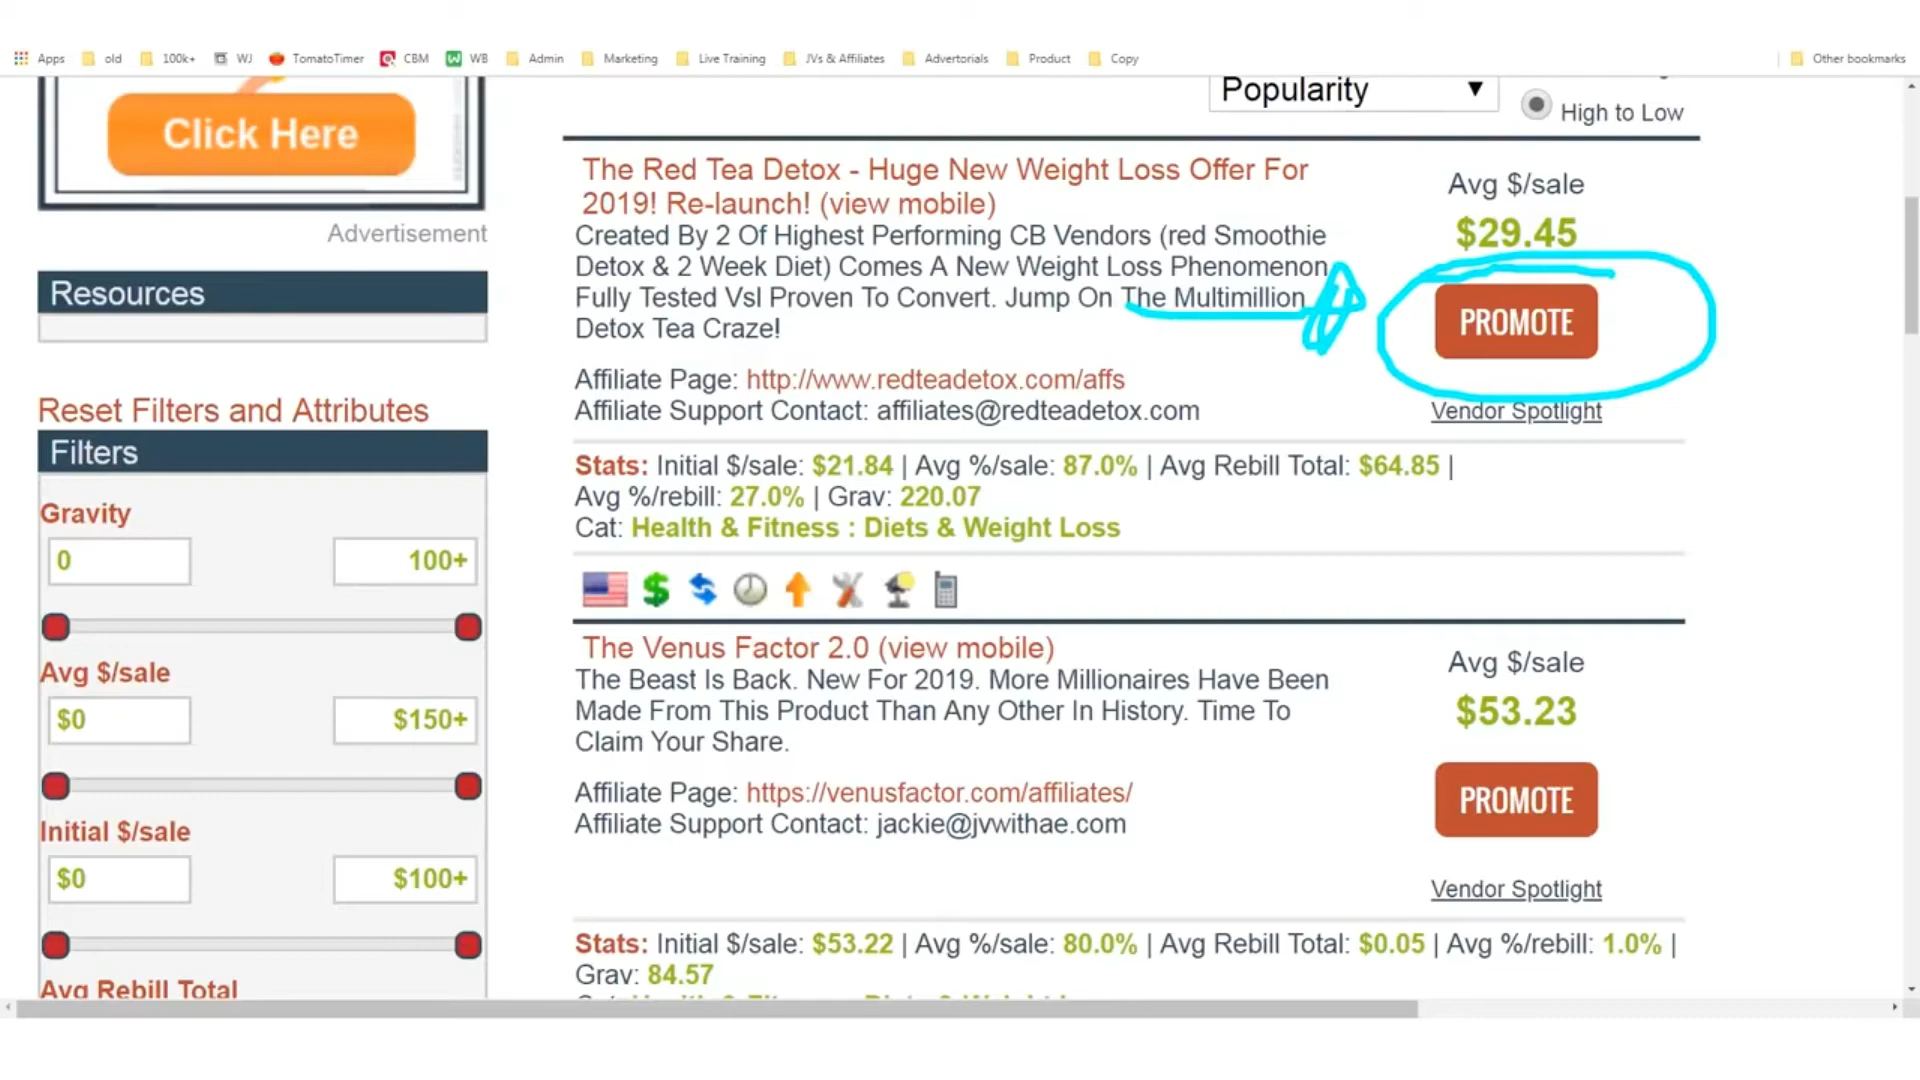 Apps old 100k+ WJ TomatoTimer CBM WB Admin Marketing Live Training JVs & Affiliates Advertorials Product Copy Other bookmarks
Popularity
High to Low
Click Here
Advertisement
Resources
Reset Filters and Attributes
Filters
Gravity
0 100+
Avg $/sale
$0 $150+
Initial $/sale
$0 $100+
Avg Rebill Total
The Red Tea Detox - Huge New Weight Loss Offer For
2019! Re-launch! (view mobile)
Created By 2 Of Highest Performing CB Vendors (red Smoothie
Detox & 2 Week Diet) Comes A New Weight Loss Phenomenon
Fully Tested Vsl Proven To Convert. Jump On The Multimillion
Detox Tea Craze!
Affiliate Page: http://www.redteadetox.com/affs
Affiliate Support Contact: affiliates@redteadetox.com
Avg $/sale
$29.45
PROMOTE
Vendor Spotlight
Stats: Initial $/sale: $21.84 | Avg %/sale: 87.0% | Avg Rebill Total: $64.85 |
Avg %/rebill: 27.0% | Grav: 220.07
Cat: Health & Fitness : Diets & Weight Loss
The Venus Factor 2.0 (view mobile)
The Beast Is Back. New For 2019. More Millionaires Have Been
Made From This Product Than Any Other In History. Time To
Claim Your Share.
Affiliate Page: https://venusfactor.com/affiliates/
Affiliate Support Contact: jackie@jvwithae.com
Avg $/sale
$53.23
PROMOTE
Vendor Spotlight
Stats: Initial $/sale: $53.22 | Avg %/sale: 80.0% | Avg Rebill Total: $0.05 | Avg %/rebill: 1.0% |
Grav: 84.57